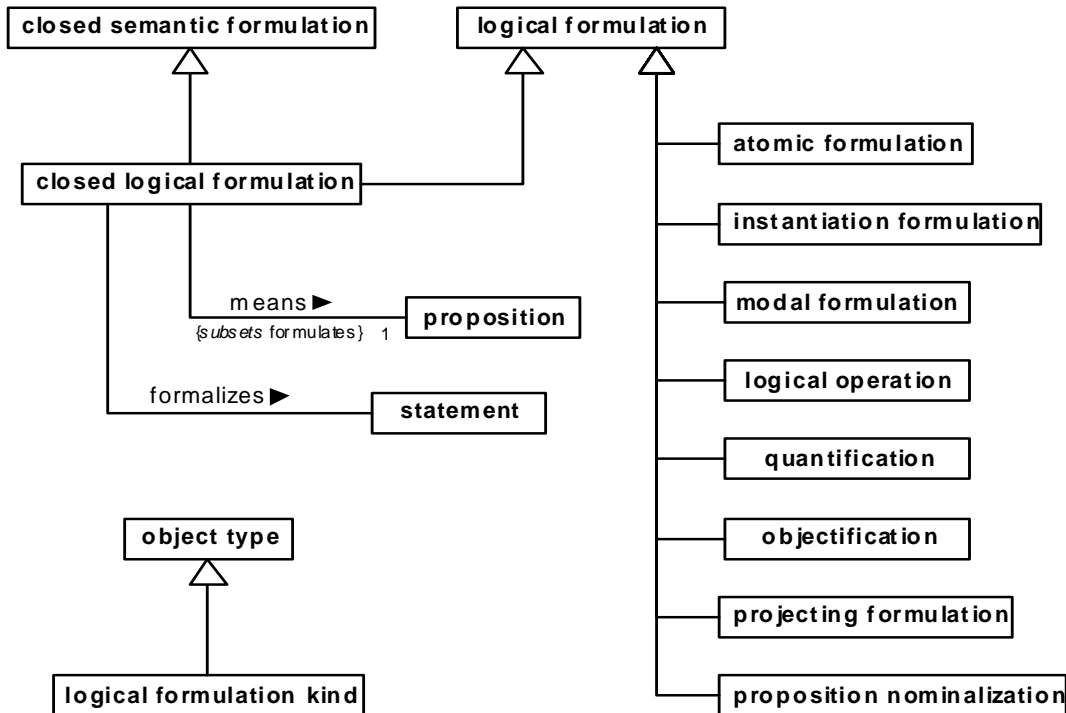 closed semantic formulation
logical formulation
atomic formulation
closed logical formulation
instantiation formulation
means ►
{subsets formulates} 1
proposition
modal formulation
formalizes ►
statement
logical operation
quantification
object type
objectification
projecting formulation
logical formulation kind
proposition nominalization